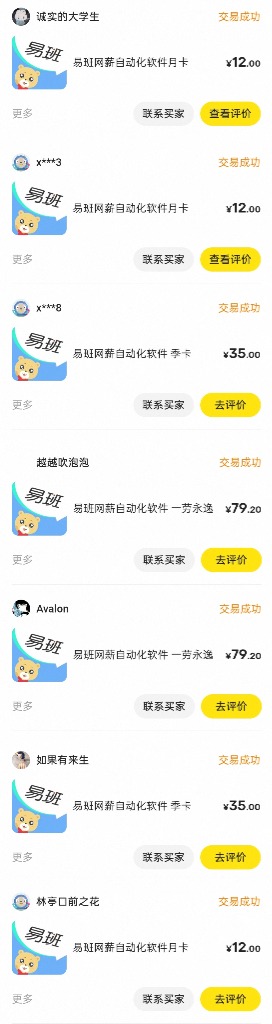 诚实的大学生 交易成功
易班
易班网薪自动化软件月卡 ¥12.00
更多 联系买家 查看评价
x***3 交易成功
易班
易班网薪自动化软件月卡 ¥12.00
更多 联系买家 查看评价
x***8 交易成功
易班
易班网薪自动化软件 季卡 ¥35.00
更多 联系买家 去评价
越越吹泡泡 交易成功
易班
易班网薪自动化软件 一劳永逸 ¥79.20
更多 联系买家 去评价
Avalon 交易成功
易班
易班网薪自动化软件 一劳永逸 ¥79.20
更多 联系买家 去评价
如果有来生 交易成功
易班
易班网薪自动化软件 季卡 ¥35.00
更多 联系买家 去评价
林亭口前之花 交易成功
易班
易班网薪自动化软件月卡 ¥12.00
更多 联系买家 去评价